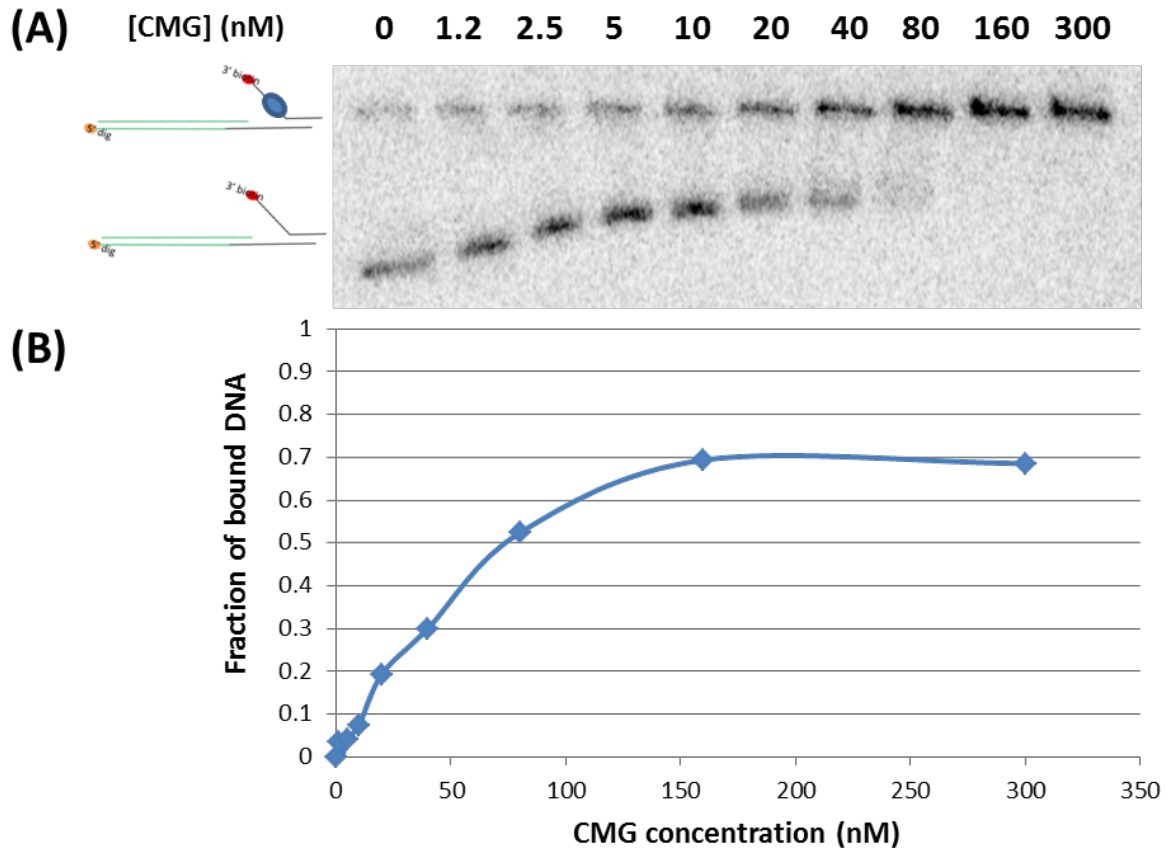 (A) [CMG] (nM) 0 1.2 2.5 5 10 20 40 80 160 300
3' biotin
5' dig
3' biotin
5' dig
(B)
Fraction of bound DNA
1
0.9
0.8
0.7
0.6
0.5
0.4
0.3
0.2
0.1
0
0 50 100 150 200 250 300 350
CMG concentration (nM)